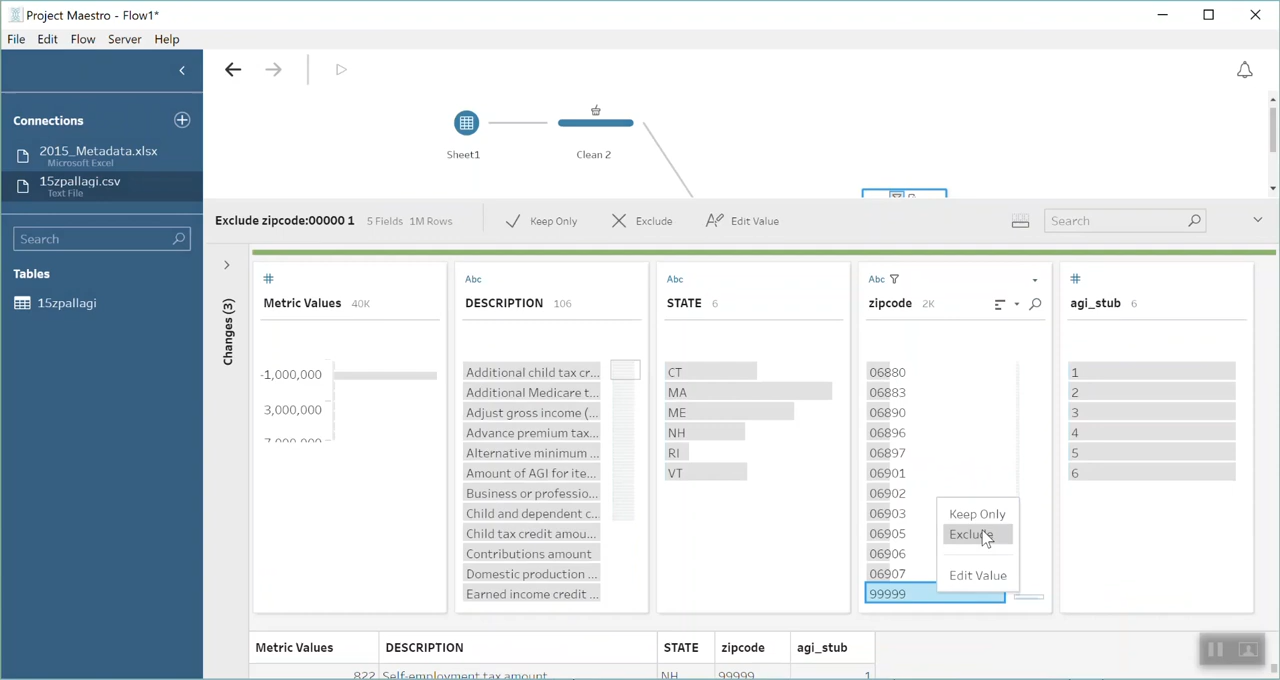 Project Maestro - Flow1*
File Edit Flow Server Help
Connections
2015_Metadata.xlsx
Microsoft Excel
15zpallagi.csv
Text File
Search
Tables
15zpallagi
Sheet1
Clean 2
Exclude zipcode:00000 1 5 Fields 1M Rows Keep Only Exclude Edit Value Search
Changes (3)
# Abc Abc Abc #
Metric Values 40K DESCRIPTION 106 STATE 6 zipcode 2K agi_stub 6
-1,000,000
3,000,000
7,000,000
Additional child tax cr...
Additional Medicare t...
Adjust gross income (...
Advance premium tax...
Alternative minimum ...
Amount of AGI for ite...
Business or professio...
Child and dependent c...
Child tax credit amou...
Contributions amount
Domestic production ...
Earned income credit ...
CT
MA
ME
NH
RI
VT
06880
06883
06890
06896
06897
06901
06902
06903
06905
06906
06907
99999
Keep Only
Exclude
Edit Value
1
2
3
4
5
6
Metric Values DESCRIPTION STATE zipcode agi_stub
822 Self-employment tax amount NH 99999 1